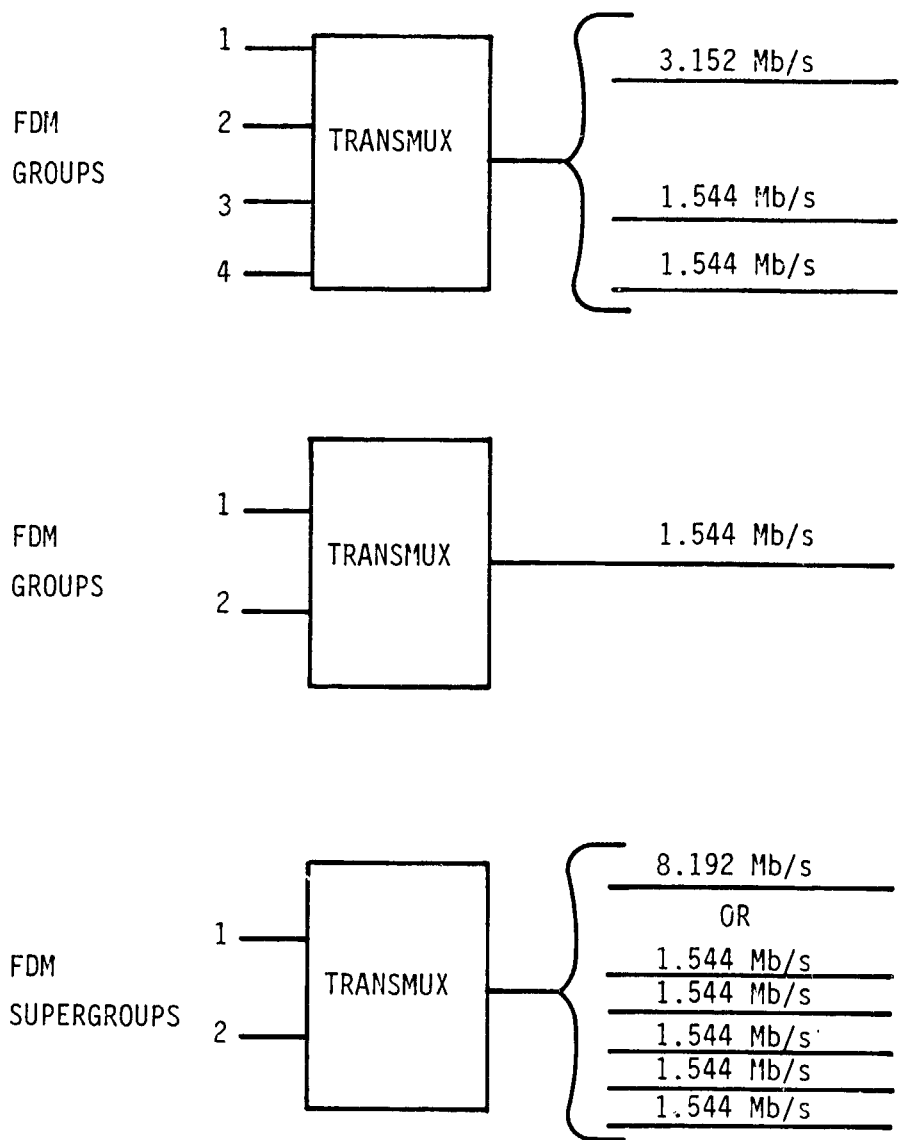 FDM
GROUPS
1
2
3
4
TRANSMUX
3.152 Mb/s
1.544 Mb/s
1.544 Mb/s
FDM
GROUPS
1
2
TRANSMUX
1.544 Mb/s
FDM
SUPERGROUPS
1
2
TRANSMUX
8.192 Mb/s
OR
1.544 Mb/s
1.544 Mb/s
1.544 Mb/s
1.544 Mb/s
1.544 Mb/s